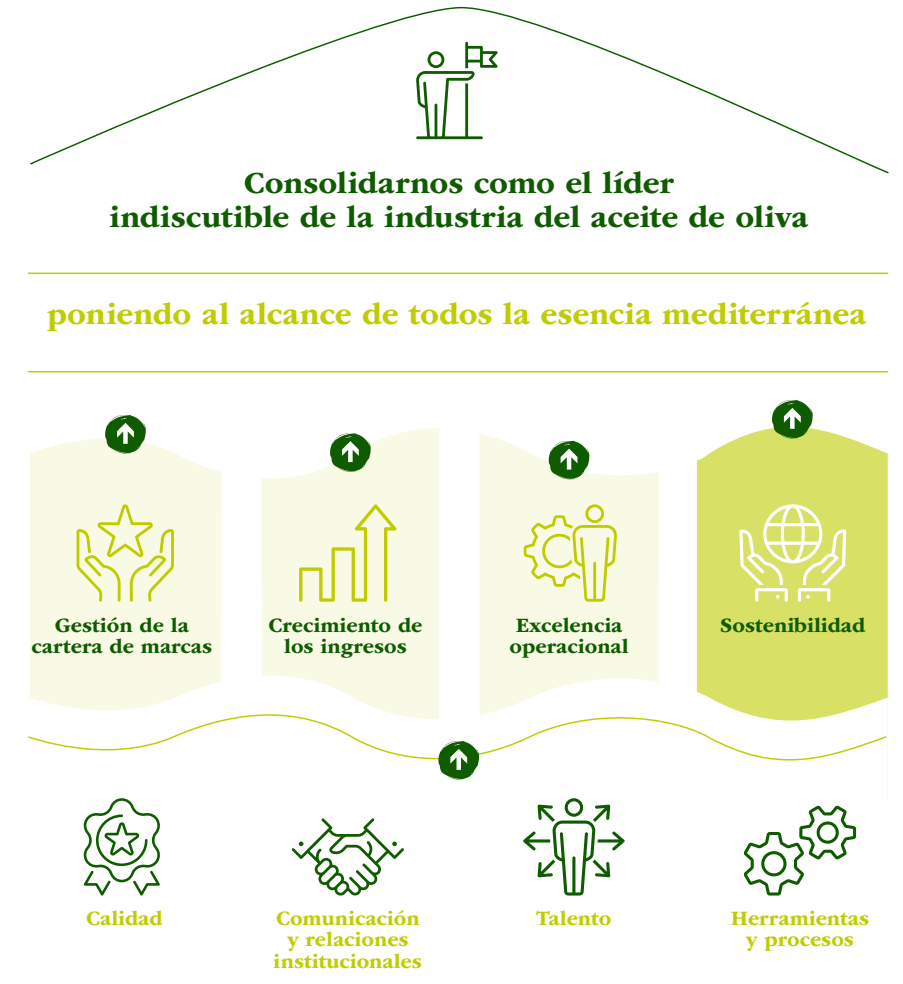 Consolidarnos como el líder
indiscutible de la industria del aceite de oliva
poniendo al alcance de todos la esencia mediterránea
Gestión de la
cartera de marcas
Crecimiento de
los ingresos
Excelencia
operacional
Sostenibilidad
Calidad
Comunicación
y relaciones
institucionales
Talento
Herramientas
y procesos